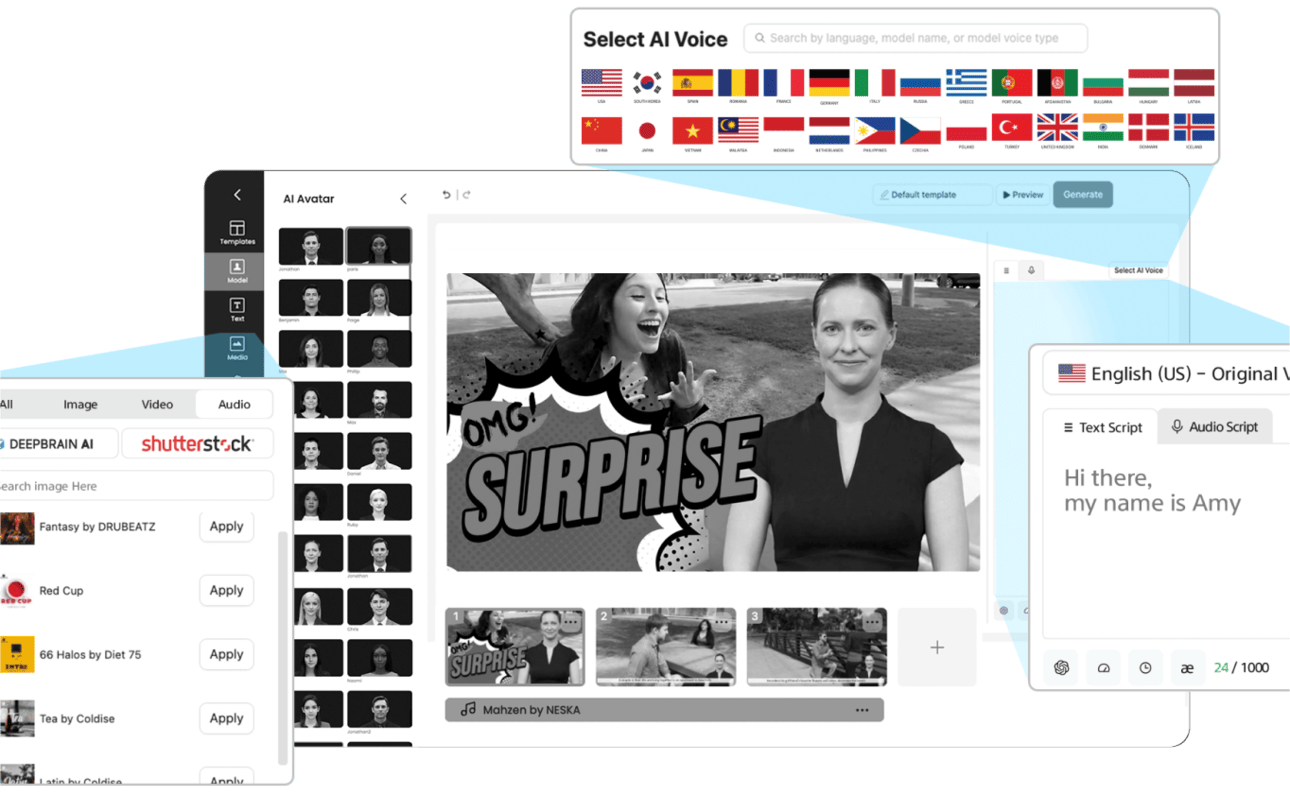 Select AI Voice
Search by language, model name, or model voice type
USA SOUTH KOREA SPAIN ROMANIA FRANCE GERMANY ITALY RUSSIA GREECE PORTUGAL AFGHANISTAN BULGARIA HUNGARY LATVIA
CHINA JAPAN VIETNAM MALAYSIA INDONESIA NETHERLANDS PHILIPPINES CZECHIA POLAND TURKEY UNITED KINGDOM INDIA DENMARK ICELAND
AI Avatar
Default template
Preview
Generate
Templates
Model
Text
Media
Jonathan
Benjamin Paige
Philip
Max
Daniel
Ruby
Jonathan
Chris
Naomi
Jonathan2
Select AI Voice
OMG!
SURPRISE
1
OMG!
SURPRISE
2
3
+
Mahzen by NESKA
All Image Video Audio
DEEPBRAIN AI
shutterstock
Search image Here
Fantasy by DRUBEATZ Apply
RED CUP
Red Cup Apply
66 Halos by Diet 75 Apply
Tea by Coldise Apply
Latin by Coldise Apply
English (US) – Original V
Text Script
Audio Script
Hi there,
my name is Amy
æ
24 / 1000